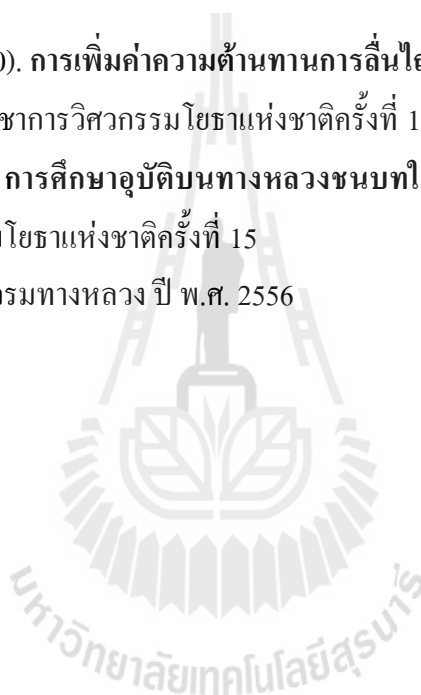 0). การเพิ่มค่าความต้านทานการลื่นไถ
ชาการวิศวกรรมโยธาแห่งชาติครั้งที่ 1
การศึกษาอุบัติบนทางหลวงชนบทใ
มโยธาแห่งชาติครั้งที่ 15
กรมทางหลวง ปี พ.ศ. 2556
มหาวิทยาลัยเทคโนโลยีสุรนารี